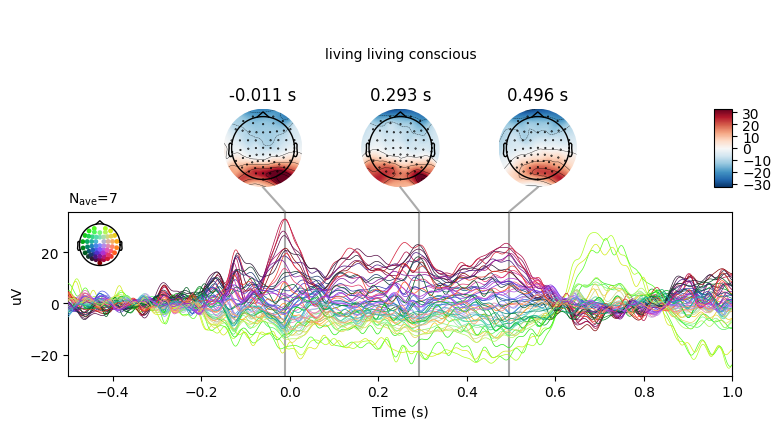 living living conscious
-0.011 s 0.293 s 0.496 s
30
20
10
0
−10
−20
−30
Nave=7
20
0
−20
uV
−0.4 −0.2 0.0 0.2 0.4 0.6 0.8 1.0
Time (s)